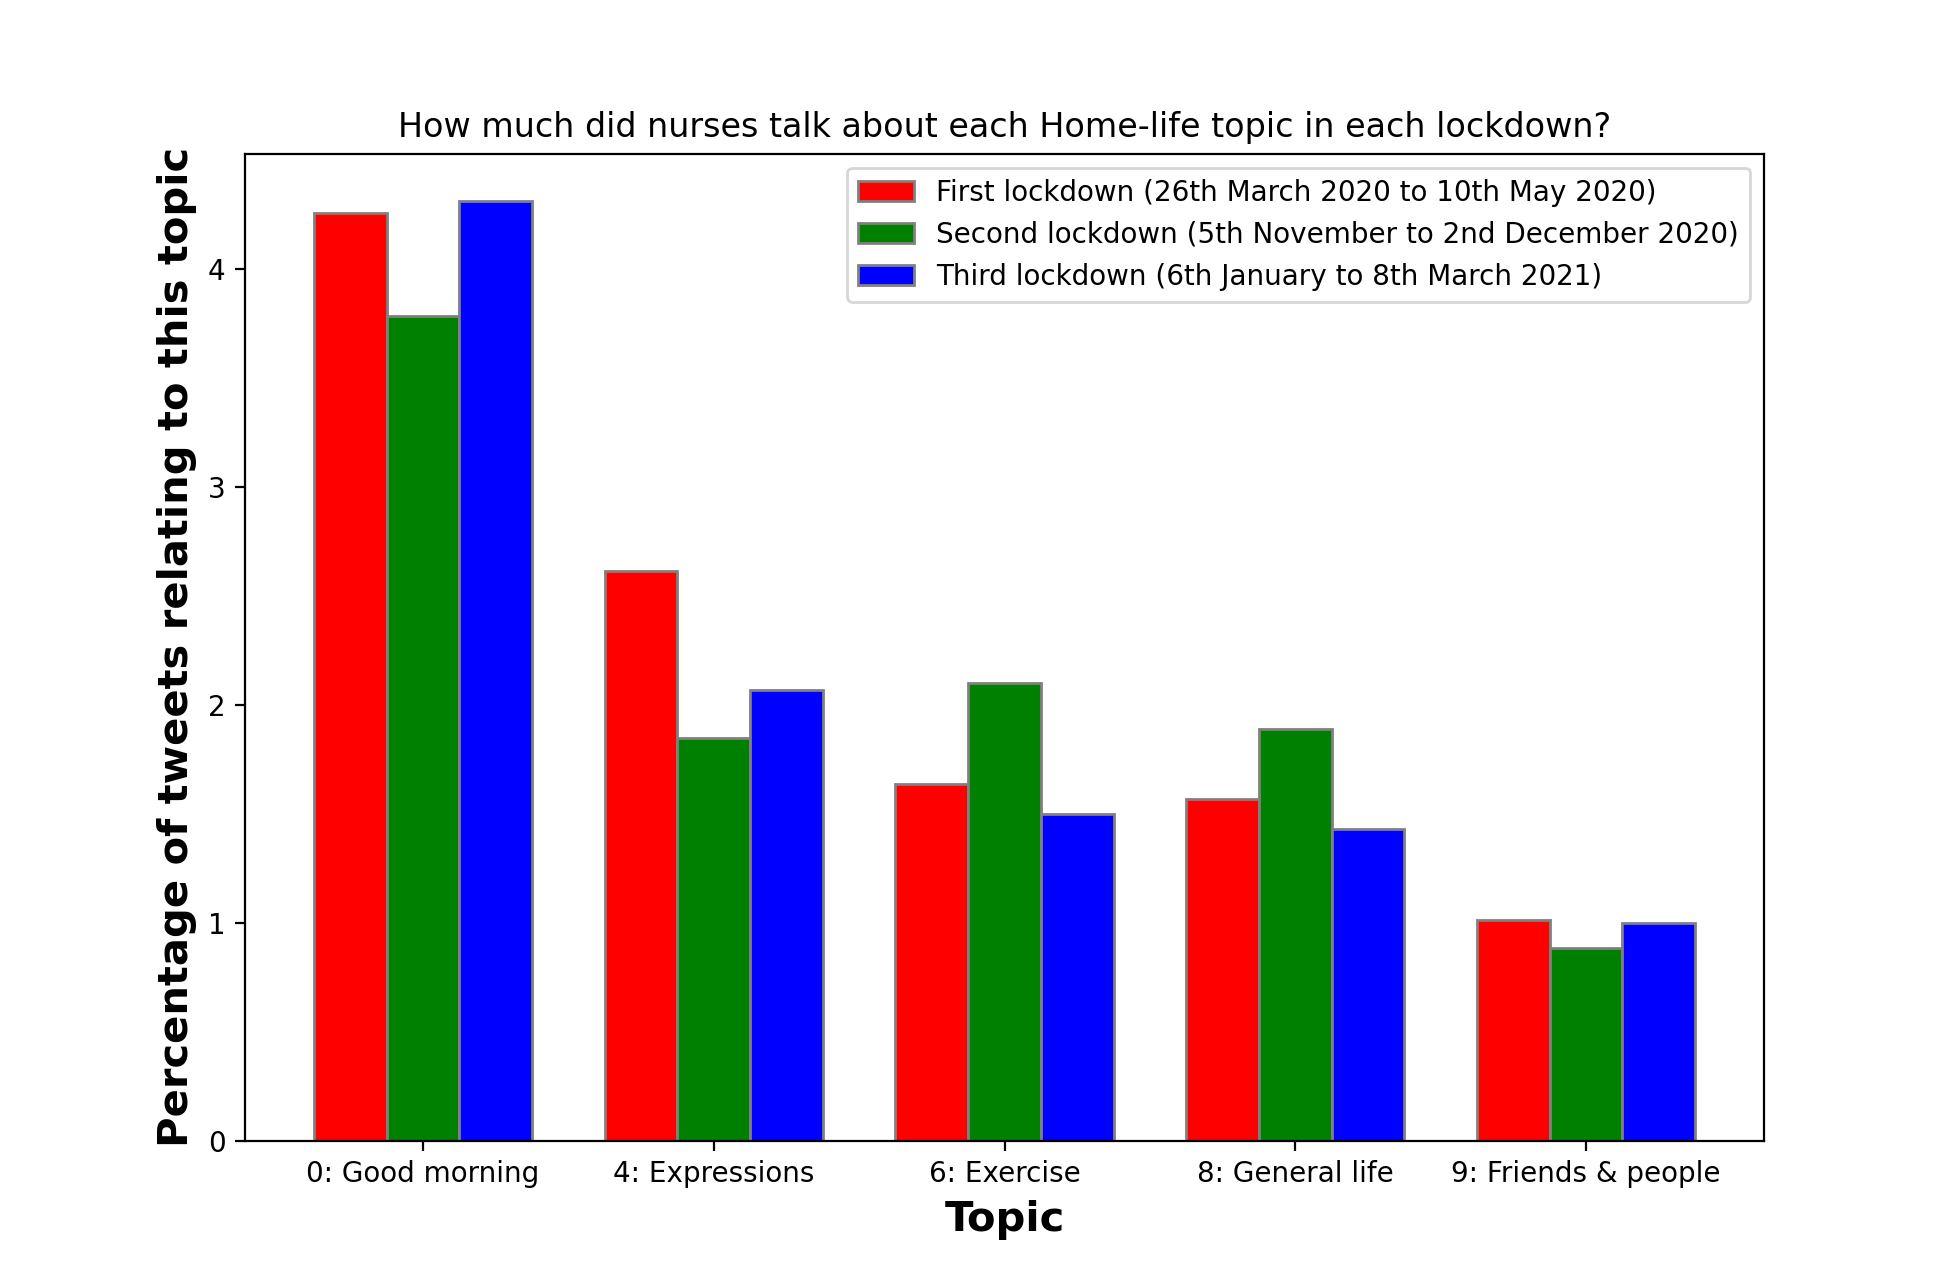 How much did nurses talk about each Home-life topic in each lockdown?
First lockdown (26th March 2020 to 10th May 2020)
Second lockdown (5th November to 2nd December 2020)
Third lockdown (6th January to 8th March 2021)
Percentage of tweets relating to this topic
4
3
2
1
0
0: Good morning
4: Expressions
6: Exercise
8: General life
9: Friends & people
Topic